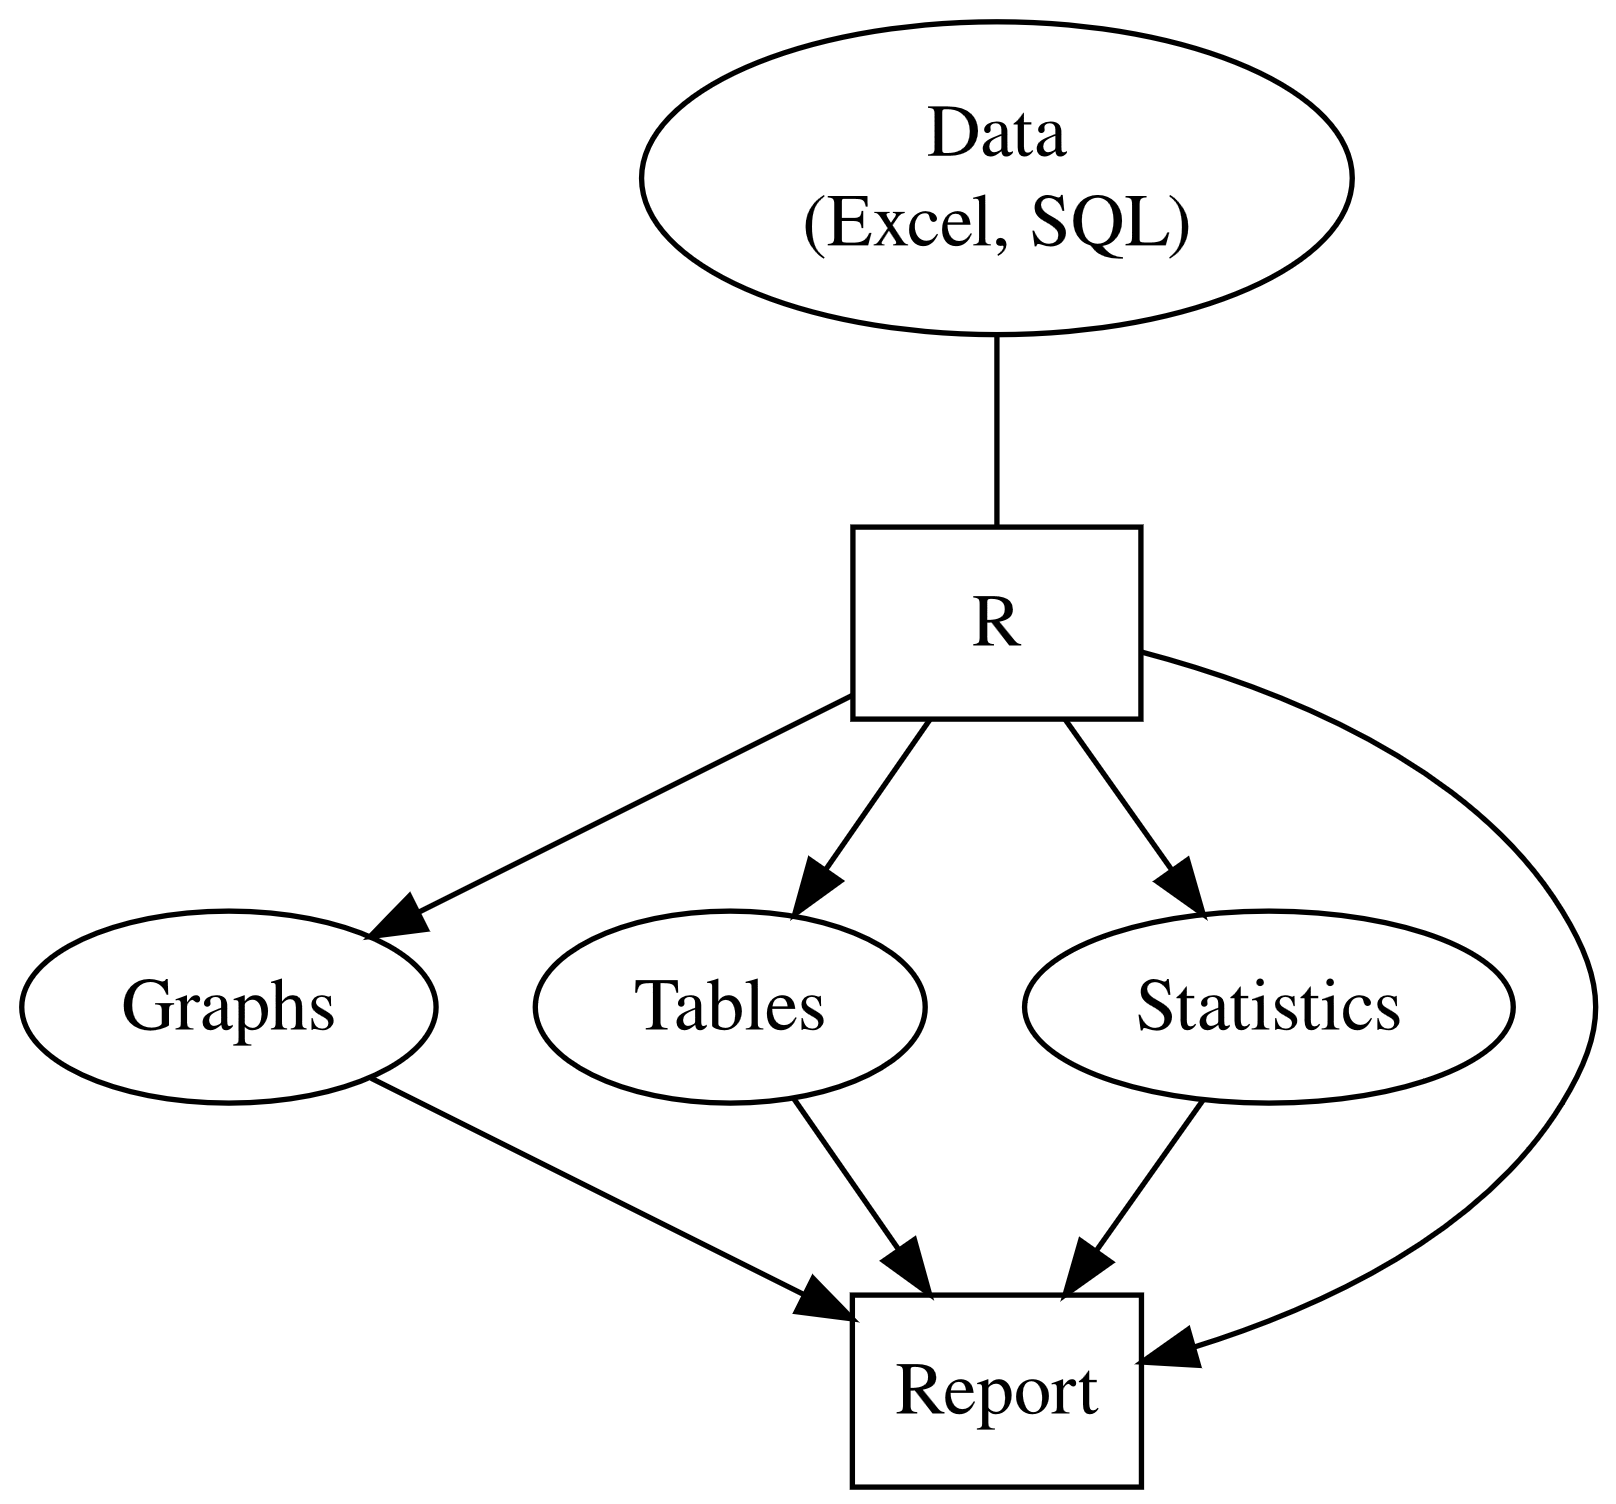 Data
(Excel, SQL)
R
Graphs
Tables
Statistics
Report